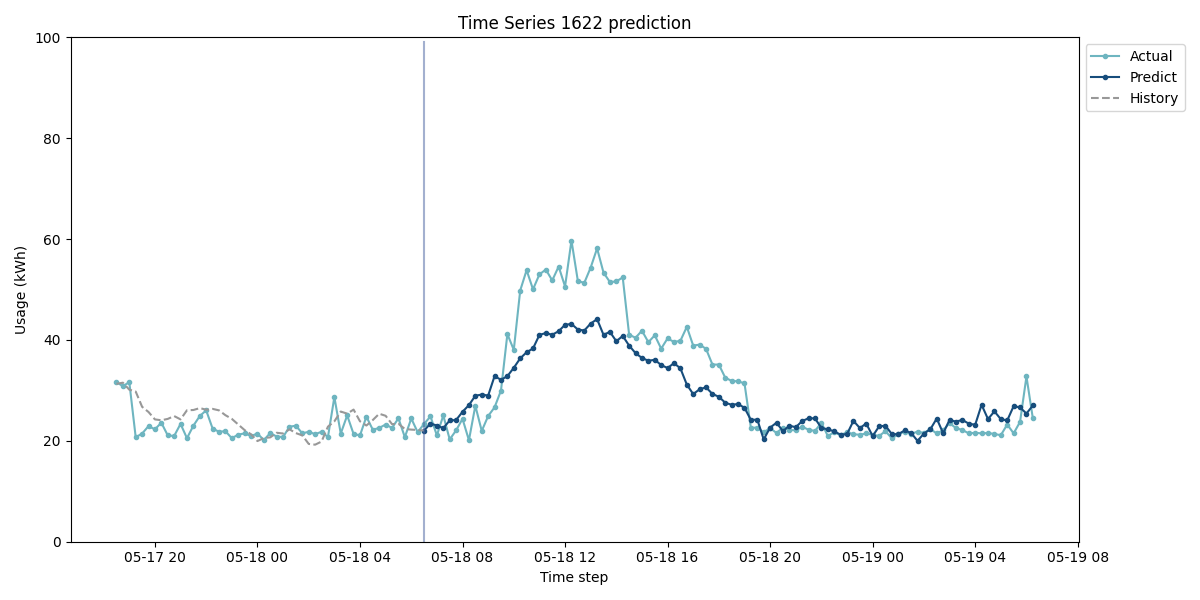 Time Series 1622 prediction
100
80
60
40
20
0
Usage (kWh)
05-17 20
05-18 00
05-18 04
05-18 08
05-18 12
05-18 16
05-18 20
05-19 00
05-19 04
05-19 08
Time step
Actual
Predict
History